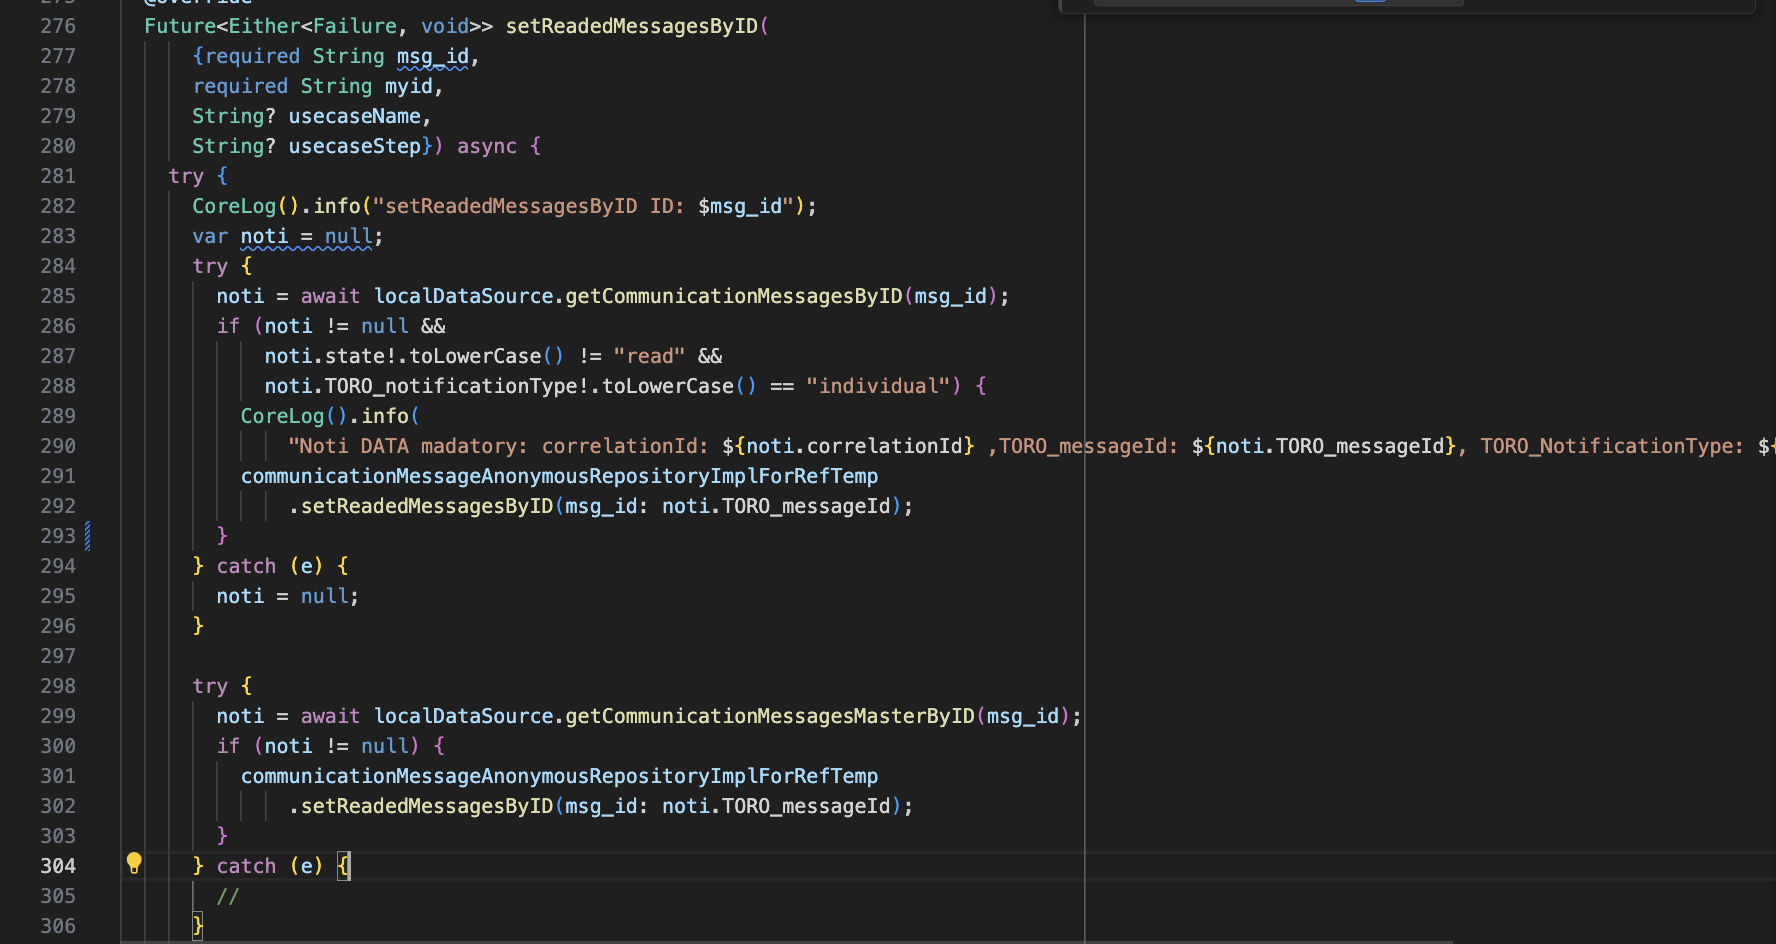 275 @override
276 Future<Either<Failure, void>> setReadedMessagesByID(
277 {required String msg_id,
278 required String myid,
279 String? usecaseName,
280 String? usecaseStep}) async {
281 try {
282 CoreLog().info("setReadedMessagesByID ID: $msg_id");
283 var noti = null;
284 try {
285 noti = await localDataSource.getCommunicationMessagesByID(msg_id);
286 if (noti != null &&
287 noti.state!.toLowerCase() != "read" &&
288 noti.TORO_notificationType!.toLowerCase() == "individual") {
289 CoreLog().info(
290 "Noti DATA madatory: correlationId: ${noti.correlationId} ,TORO_messageId: ${noti.TORO_messageId}, TORO_NotificationType: ${
291 communicationMessageAnonymousRepositoryImplForRefTemp
292 .setReadedMessagesByID(msg_id: noti.TORO_messageId);
293 }
294 } catch (e) {
295 noti = null;
296 }
297
298 try {
299 noti = await localDataSource.getCommunicationMessagesMasterByID(msg_id);
300 if (noti != null) {
301 communicationMessageAnonymousRepositoryImplForRefTemp
302 .setReadedMessagesByID(msg_id: noti.TORO_messageId);
303 }
304 } catch (e) {
305 //
306 }